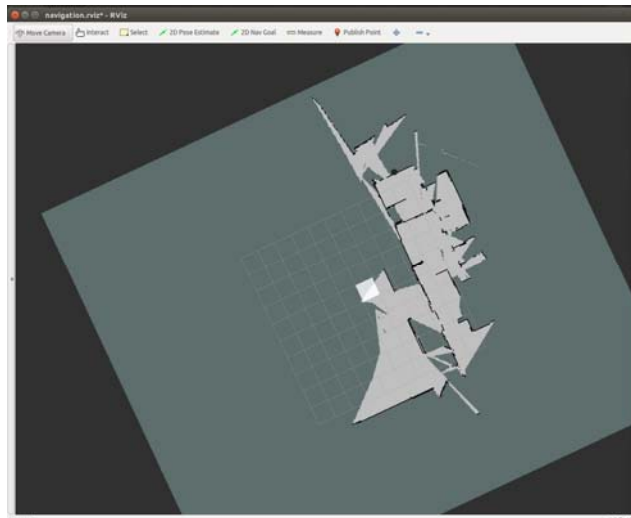 navigation.rviz* - RViz
Move Camera Interact Select 2D Pose Estimate 2D Nav Goal Measure Publish Point